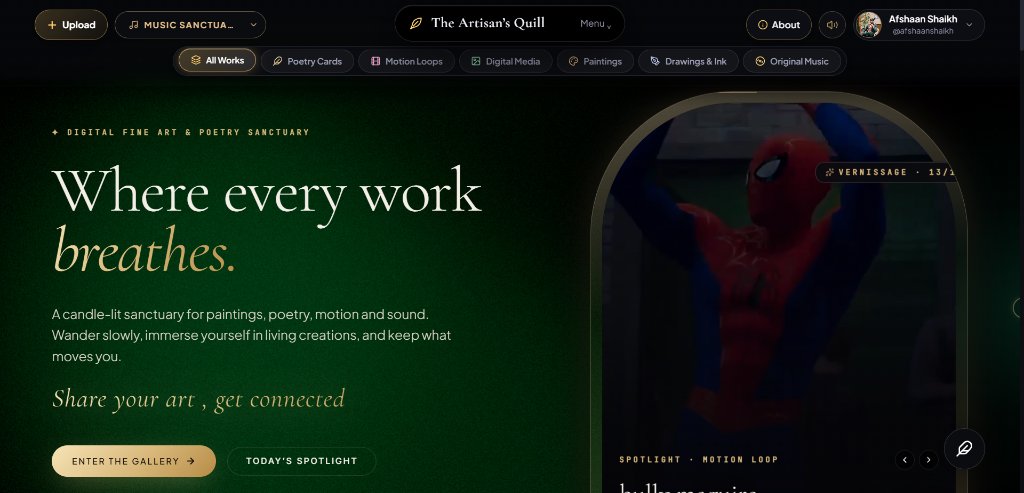 Upload
MUSIC SANCTUA...
The Artisan's Quill
Menu
About
Afshaan Shaikh
@afshaanshaikh
All Works
Poetry Cards
Motion Loops
Digital Media
Paintings
Drawings & Ink
Original Music
DIGITAL FINE ART & POETRY SANCTUARY
VERNISSAGE · 13/1
Where every work
breathes.
A candle-lit sanctuary for paintings, poetry, motion and sound.
Wander slowly, immerse yourself in living creations, and keep what
moves you.
Share your art , get connected
ENTER THE GALLERY →
TODAY'S SPOTLIGHT
SPOTLIGHT · MOTION LOOP